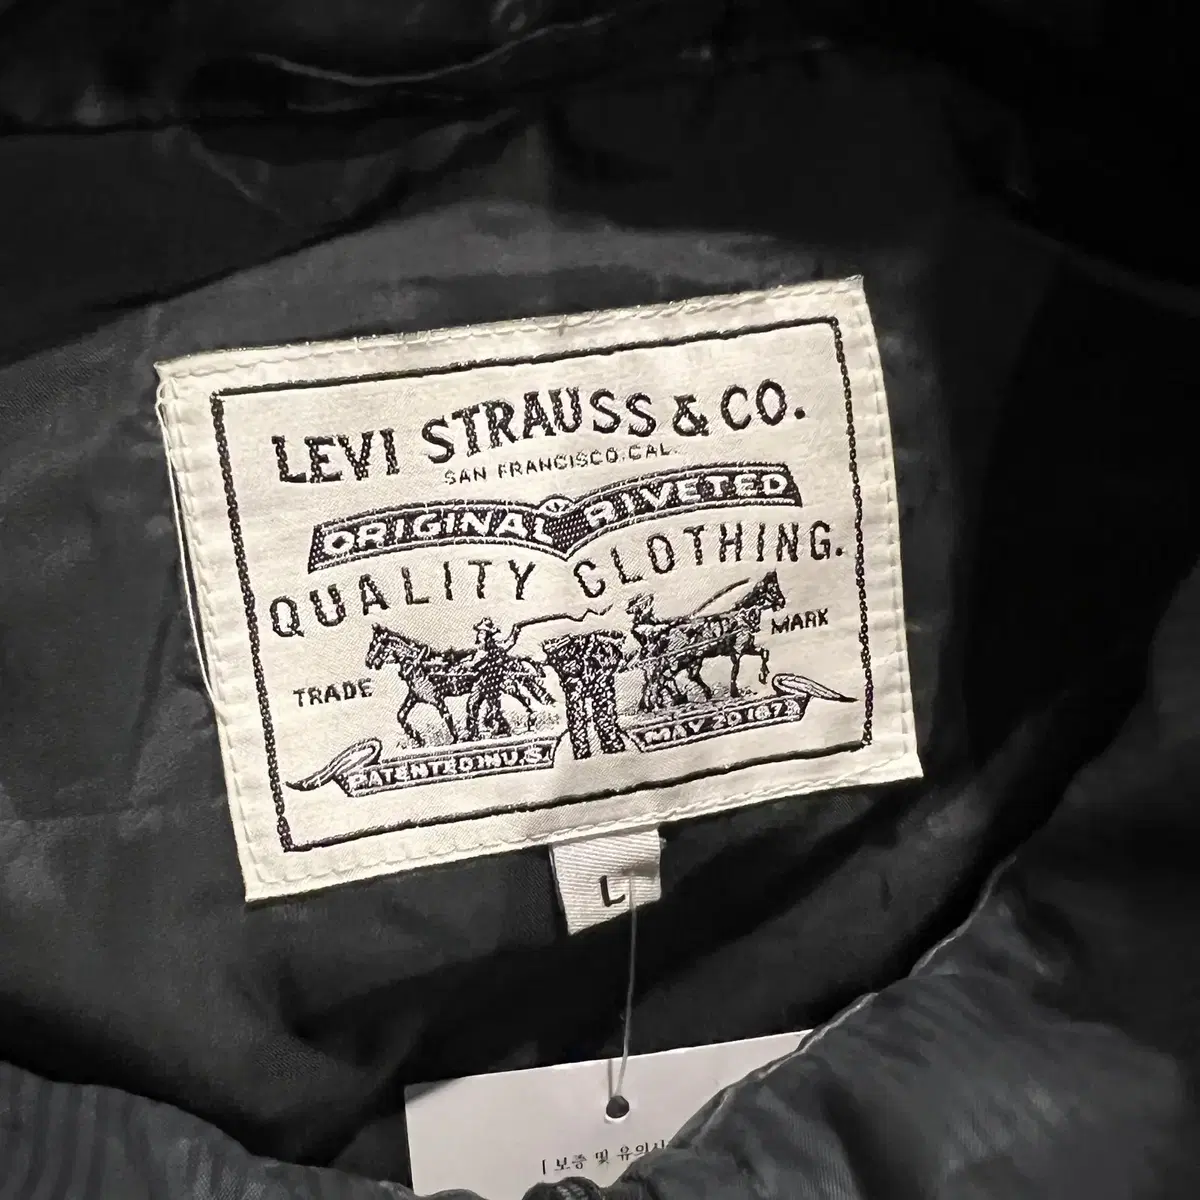 LEVI STRAUSS & CO.
SAN FRANCISCO, CAL.
ORIGINAL RIVETED
QUALITY CLOTHING.
TRADE MARK
PATENTED IN U.S. MAY 20 1873
L
| 보증 및 유의사